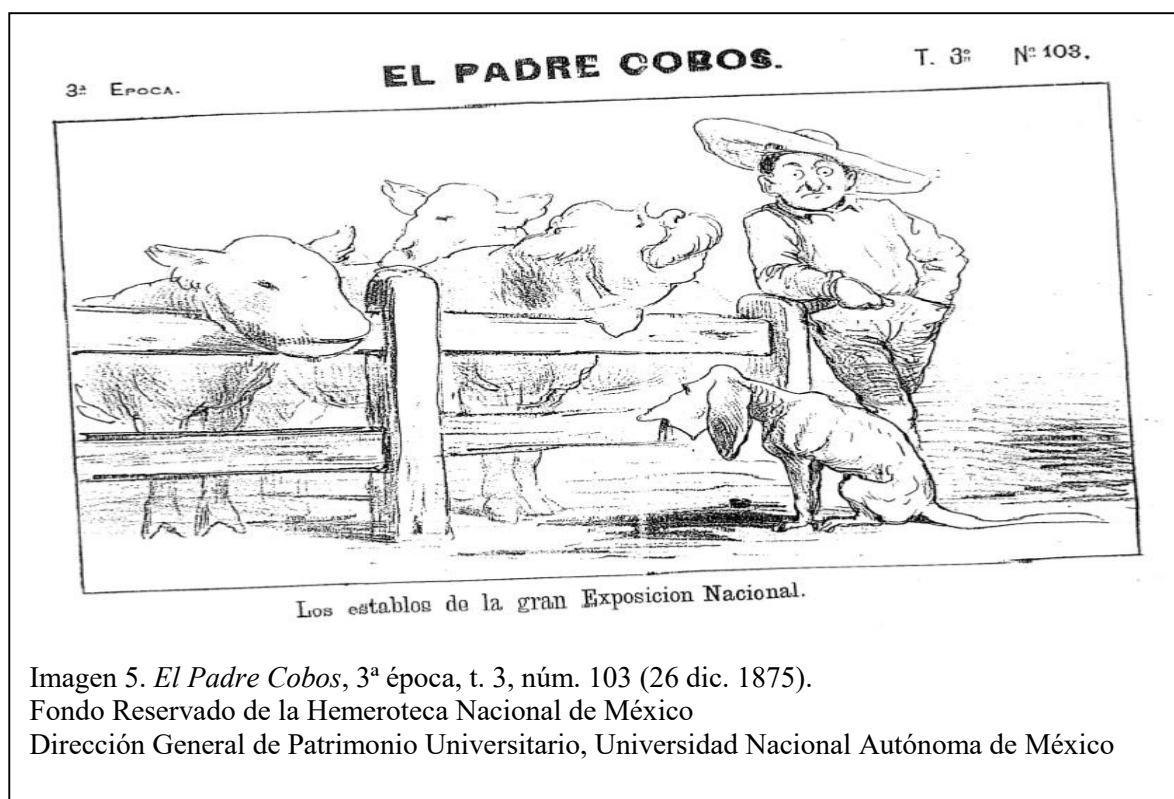 3ª EPOCA.
EL PADRE COBOS.
T. 3º Nº 103.
Los establos de la gran Exposicion Nacional.
Imagen 5. El Padre Cobos, 3ª época, t. 3, núm. 103 (26 dic. 1875).
Fondo Reservado de la Hemeroteca Nacional de México
Dirección General de Patrimonio Universitario, Universidad Nacional Autónoma de México